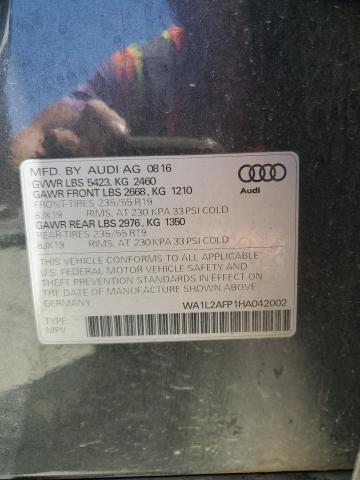 MFD. BY AUDI AG 08 16
GVWR LBS 5423, KG 2460
GAWR FRONT LBS 2668, KG 1210
FRONT-TIRES 235/55 R19
8JX19 RIMS, AT 230 KPA 33 PSI COLD
GAWR REAR LBS 2976, KG 1350
REAR-TIRES 235/55 R19
8JX19 RIMS, AT 230 KPA 33 PSI COLD
Audi
THIS VEHICLE CONFORMS TO ALL APPLICABLE
U.S. FEDERAL MOTOR VEHICLE SAFETY AND
THEFT PREVENTION STANDARDS IN EFFECT ON
THE DATE OF MANUFACTURE SHOWN ABOVE
GERMANY WA1L2AFP1HA042002
TYPE
MPV